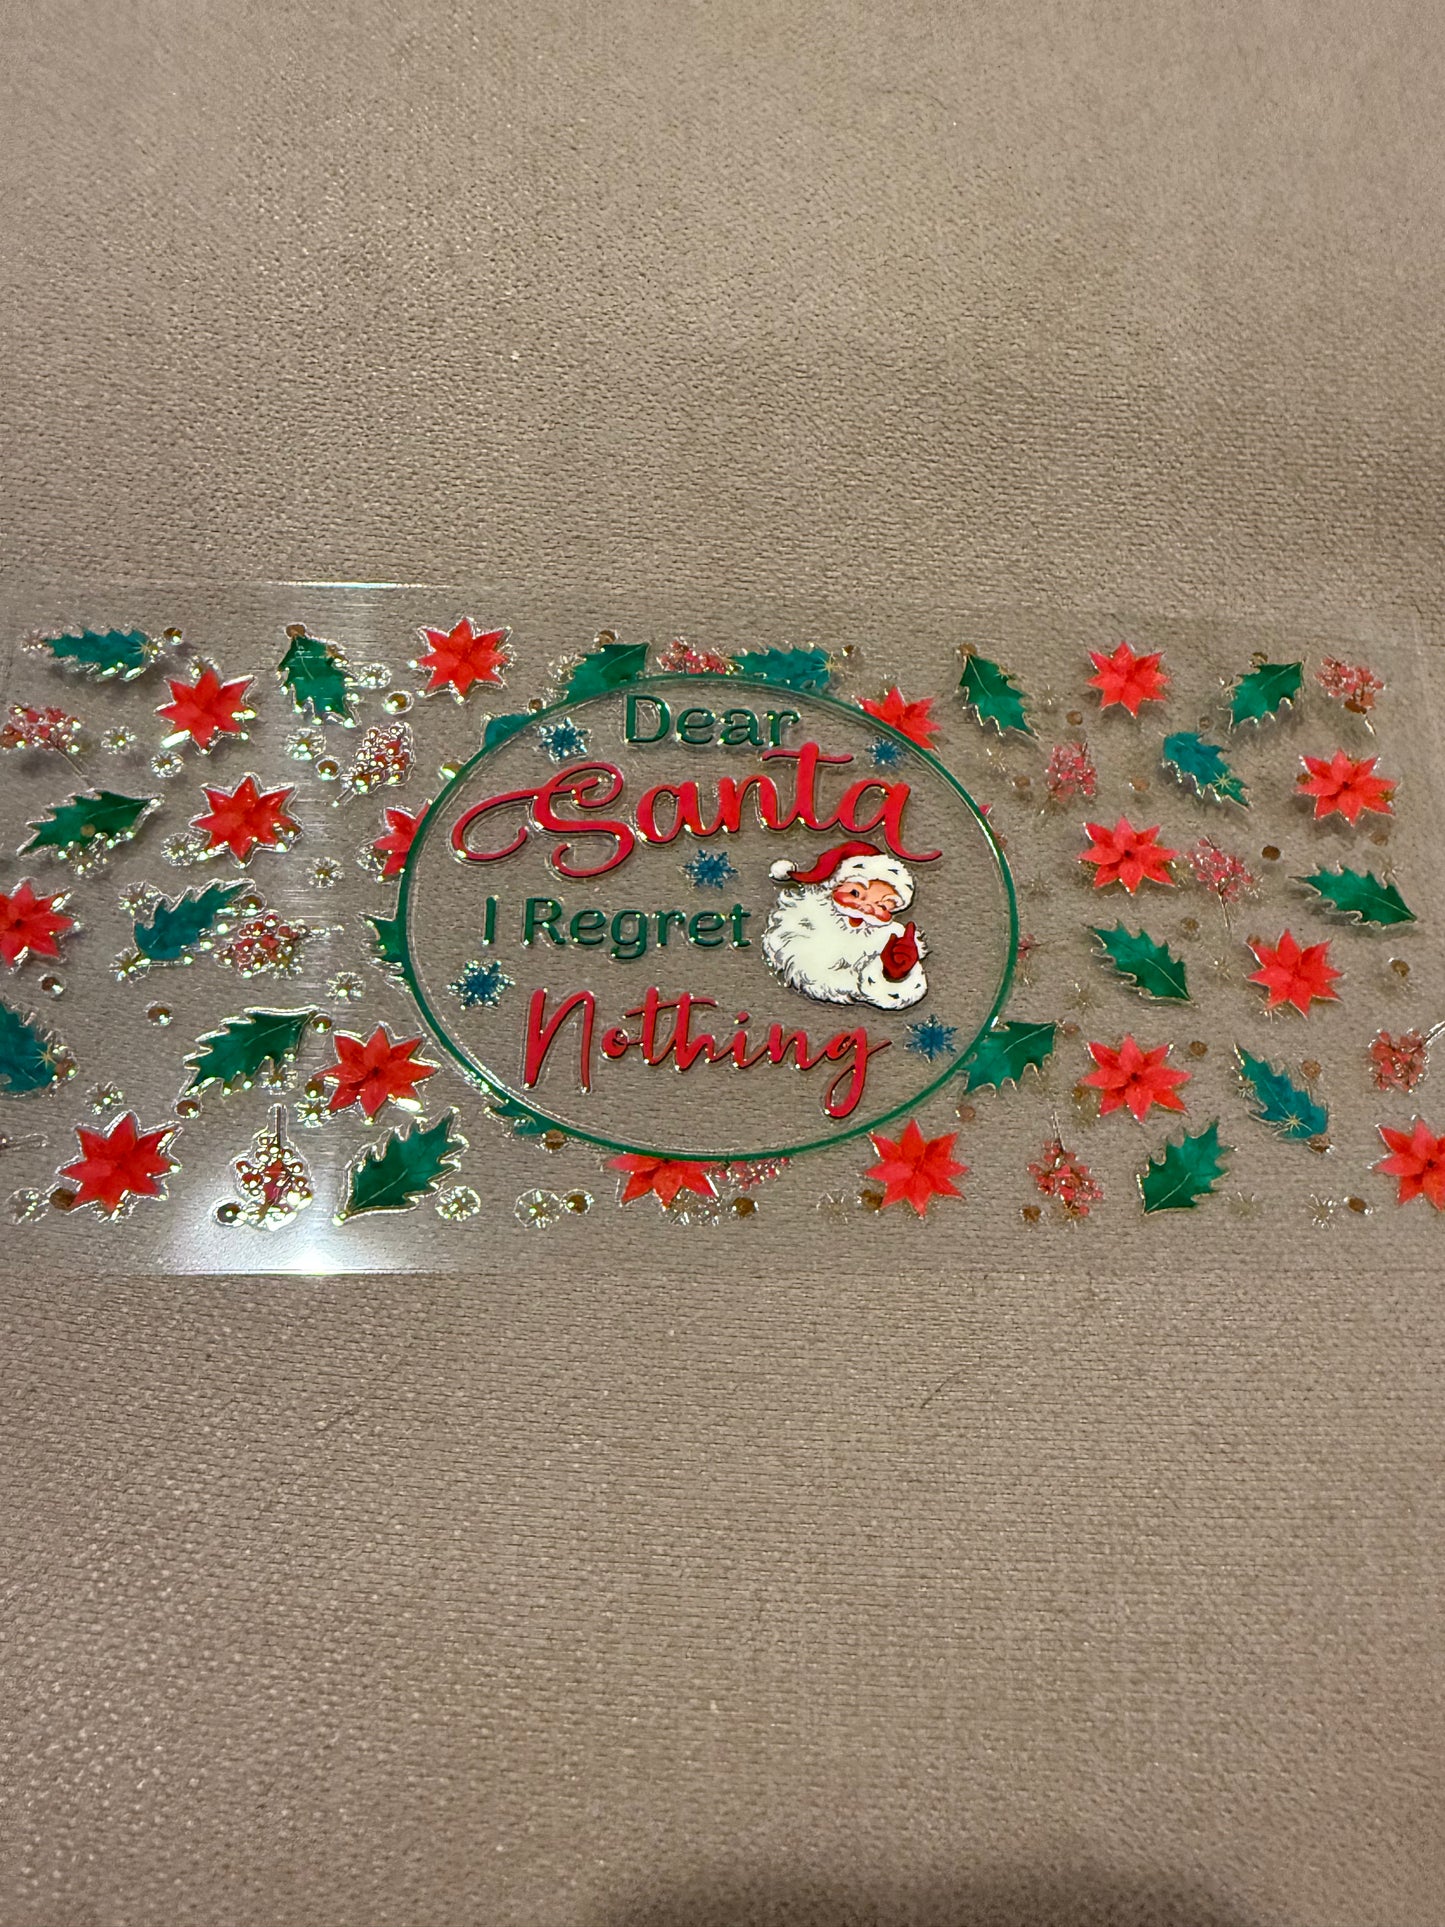 Dear
Santa
I Regret
Nothing